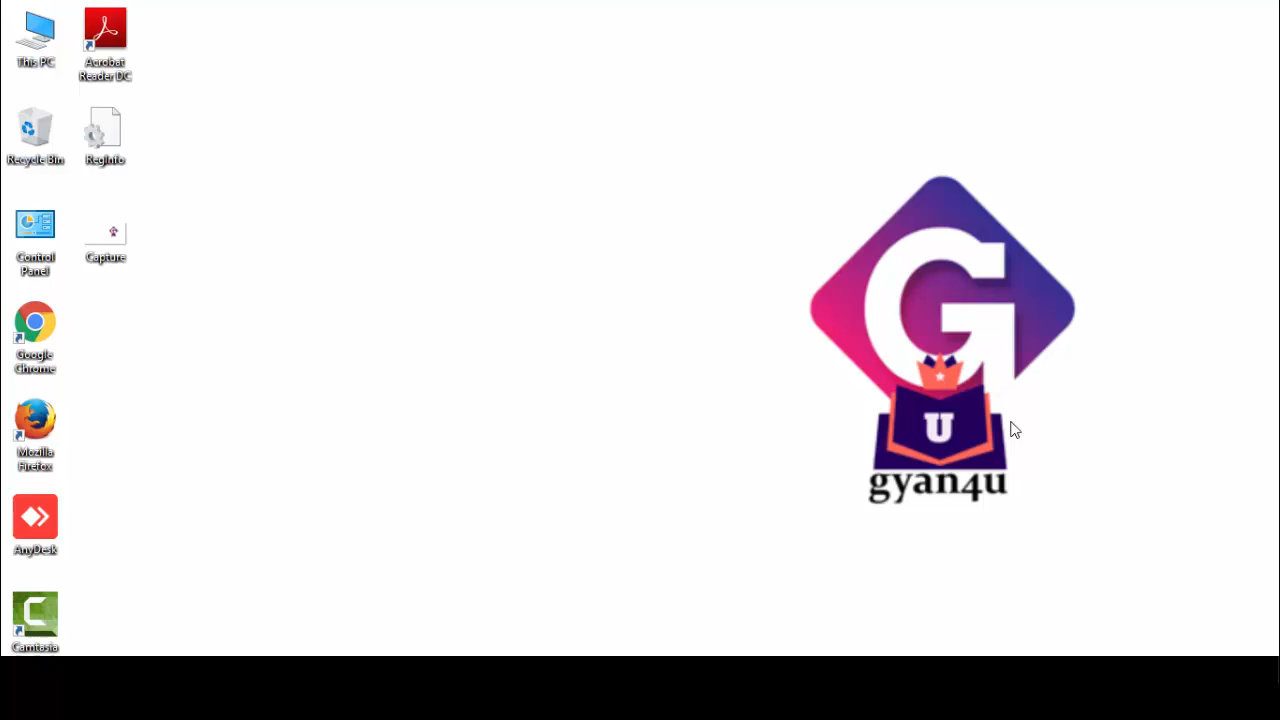 This PC
Acrobat
Reader DC
Recycle Bin
Reginfo
Control
Panel
Capture
Google
Chrome
Mozilla
Firefox
AnyDesk
Camtasia
G
U
gyan4u